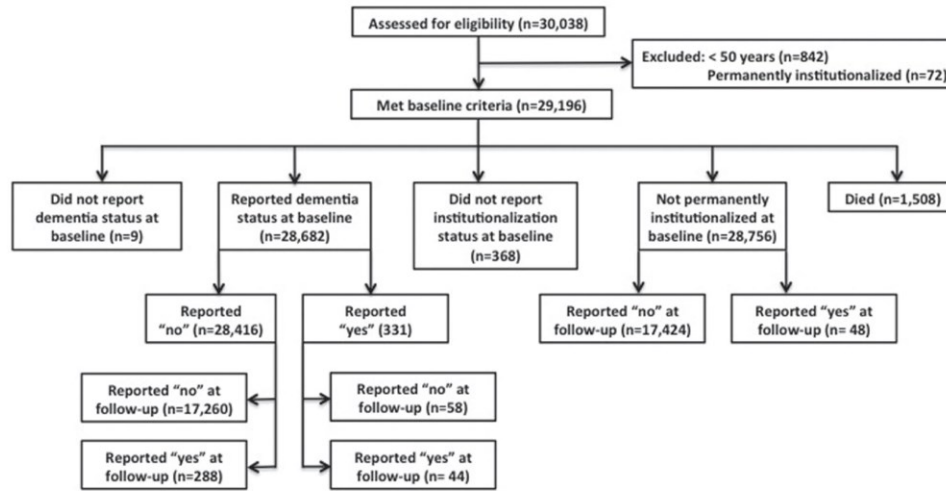 Assessed for eligibility (n=30,038)
Excluded: < 50 years (n=842)
Permanently institutionalized (n=72)
Met baseline criteria (n=29,196)
Did not report
dementia status at
baseline (n=9)
Reported dementia
status at baseline
(n=28,682)
Did not report
institutionalization
status at baseline
(n=368)
Not permanently
institutionalized at
baseline (n=28,756)
Died (n=1,508)
Reported
“no” (n=28,416)
Reported
“yes” (331)
Reported “no” at
follow-up (n=17,424)
Reported “yes” at
follow-up (n= 48)
Reported “no” at
follow-up (n=17,260)
Reported “no” at
follow-up (n=58)
Reported “yes” at
follow-up (n=288)
Reported “yes” at
follow-up (n= 44)